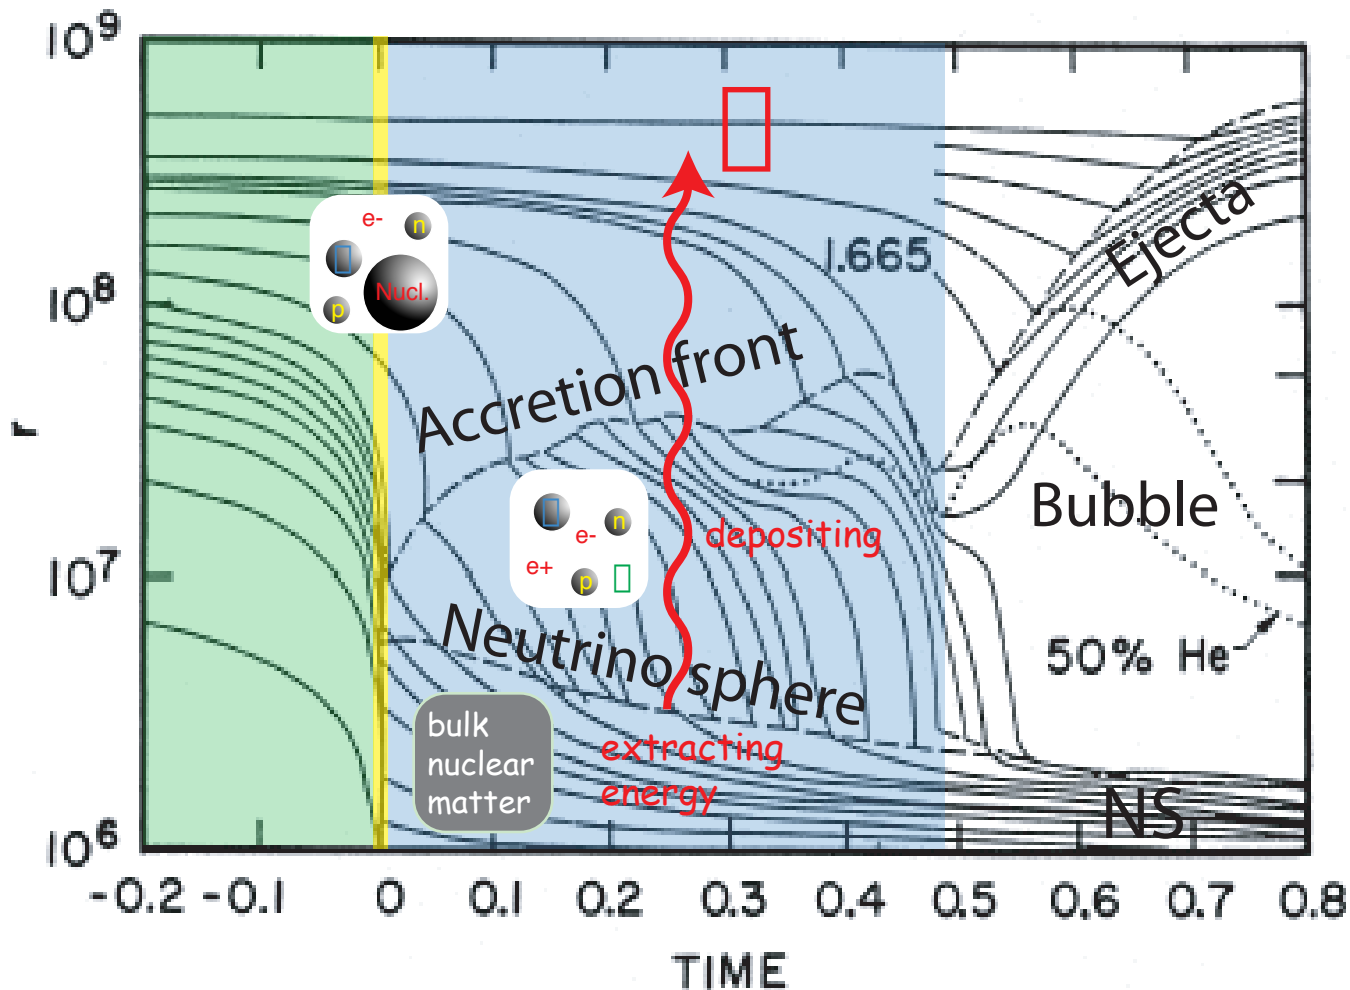 10⁹
e-
n
Nucl.
p
1.665
Ejecta
10⁸
Accretion front
r
n
e-
e+
p
depositing
Bubble
10⁷
Neutrino sphere
50% He
bulk
nuclear
matter
extracting
energy
NS
10⁶
-0.2 -0.1 0 0.1 0.2 0.3 0.4 0.5 0.6 0.7 0.8
TIME